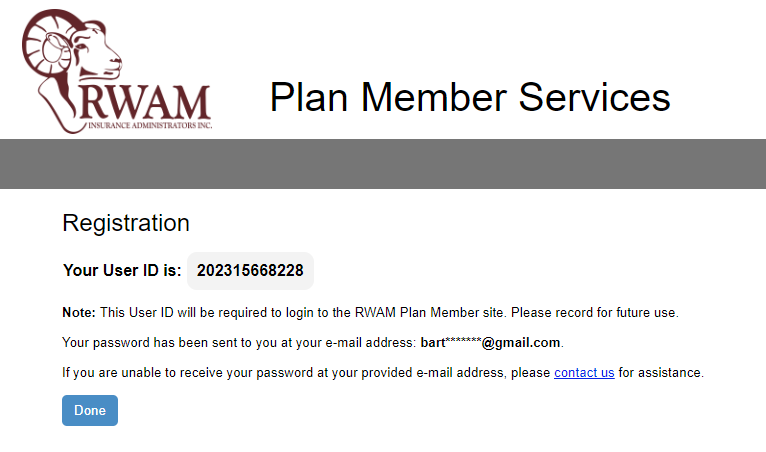 RWAM
INSURANCE ADMINISTRATORS INC.
Plan Member Services
Registration
Your User ID is: 202315668228
Note: This User ID will be required to login to the RWAM Plan Member site. Please record for future use.
Your password has been sent to you at your e-mail address: bart*******@gmail.com.
If you are unable to receive your password at your provided e-mail address, please contact us for assistance.
Done